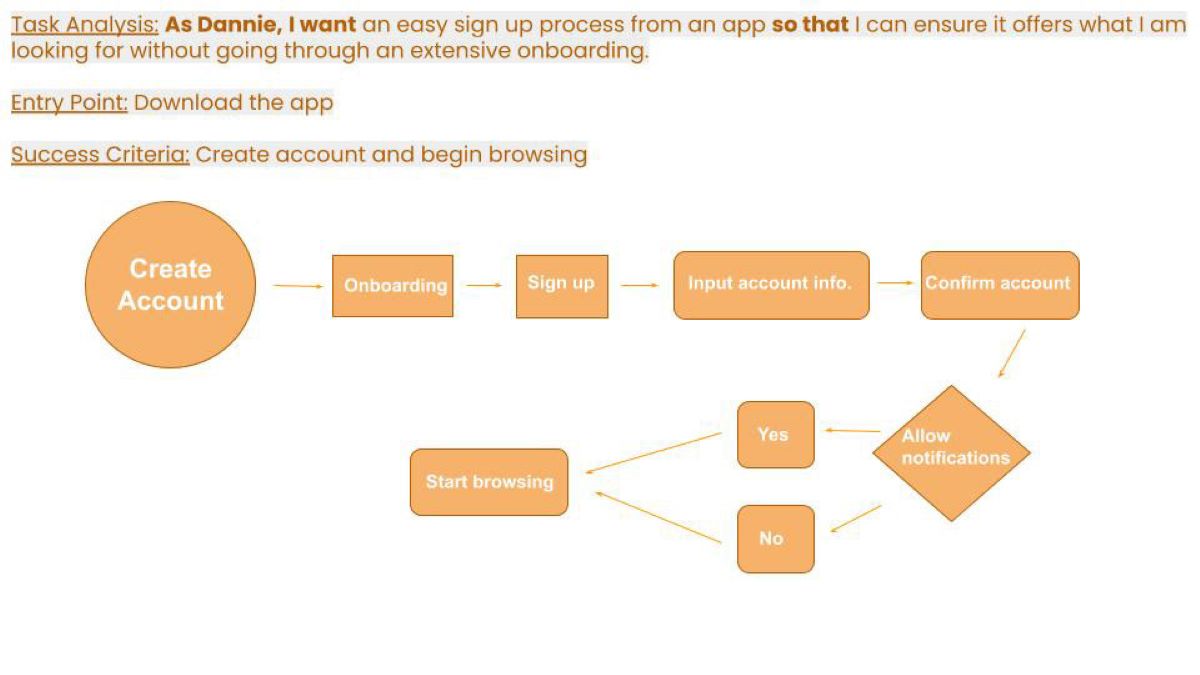 Task Analysis: As Dannie, I want an easy sign up process from an app so that I can ensure it offers what I am
looking for without going through an extensive onboarding.
Entry Point: Download the app
Success Criteria: Create account and begin browsing
Create
Account
Onboarding
Sign up
Input account info.
Confirm account
Allow
notifications
Yes
No
Start browsing